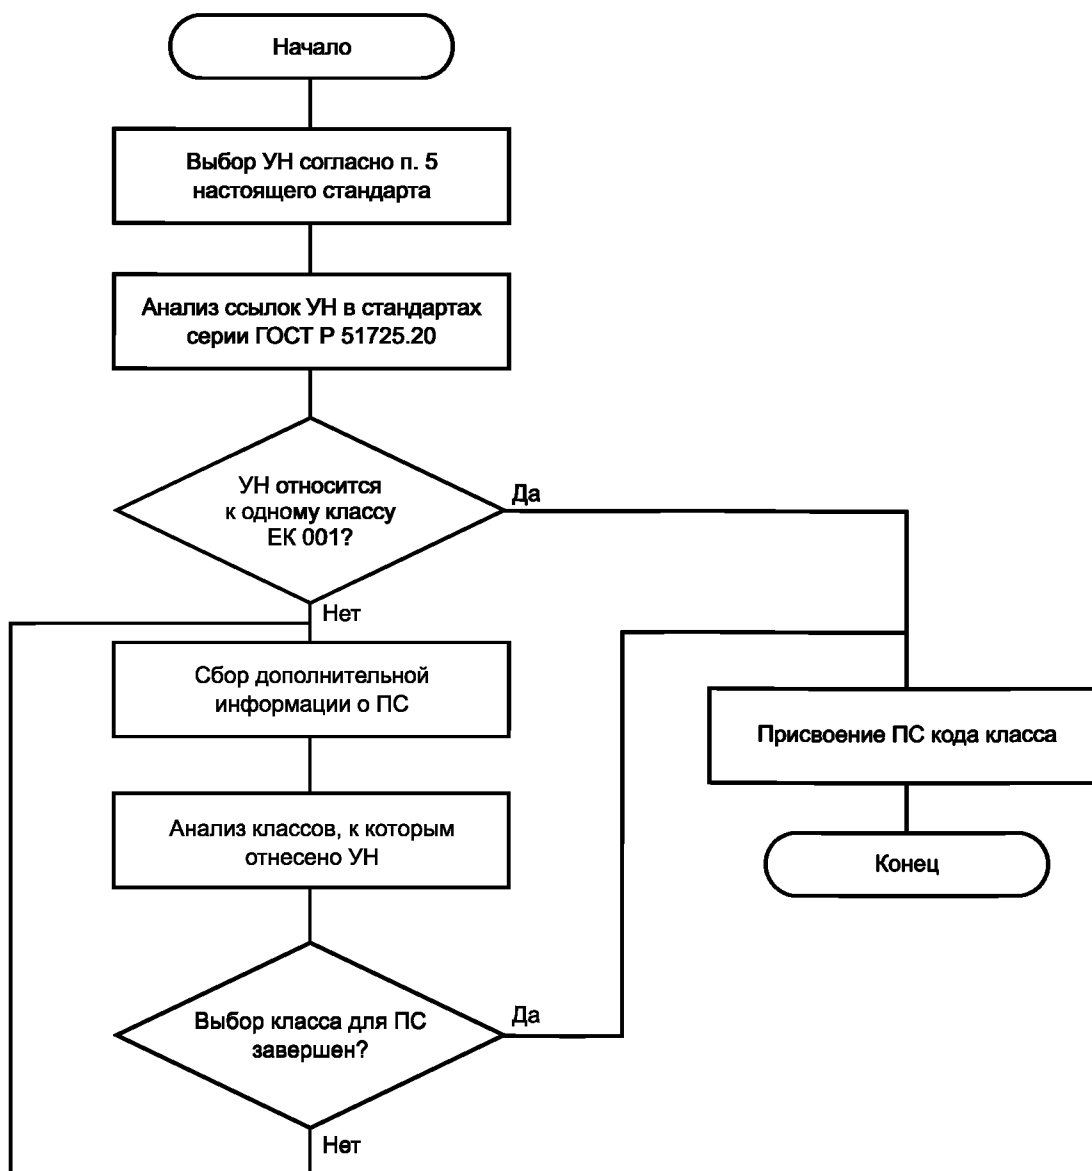 Начало
Выбор УН согласно п. 5
настоящего стандарта
Анализ ссылок УН в стандартах
серии ГОСТ Р 51725.20
УН относится
к одному классу
ЕК 001?
Да
Нет
Сбор дополнительной
информации о ПС
Присвоение ПС кода класса
Анализ классов, к которым
отнесено УН
Конец
Выбор класса для ПС
завершен?
Да
Нет